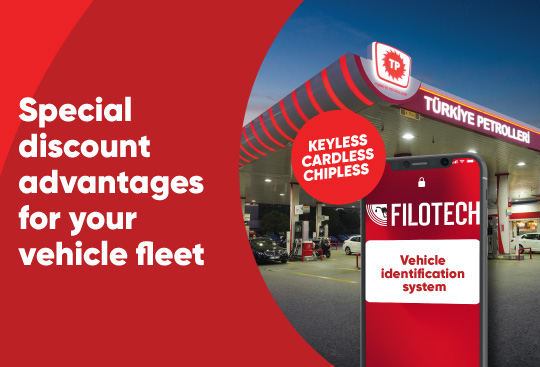 Special
discount
advantages
for your
vehicle fleet
TP
TÜRKİYE PETROLLERİ
KEYLESS
CARDLESS
CHIPLESS
FILOTECH
Vehicle
identification
system